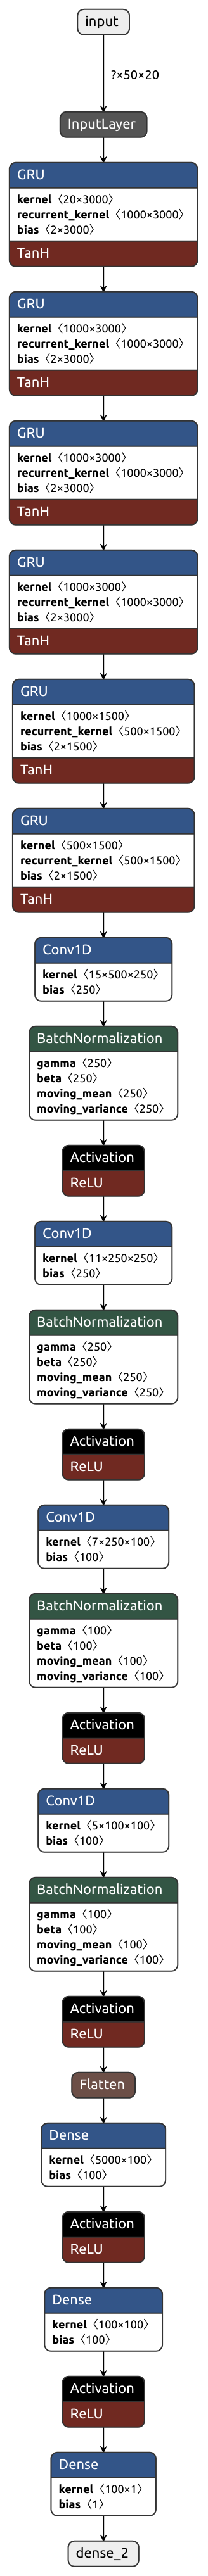 input
?×50×20
InputLayer
GRU
kernel〈20×3000〉
recurrent_kernel〈1000×3000〉
bias〈2×3000〉
TanH
GRU
kernel〈1000×3000〉
recurrent_kernel〈1000×3000〉
bias〈2×3000〉
TanH
GRU
kernel〈1000×3000〉
recurrent_kernel〈1000×3000〉
bias〈2×3000〉
TanH
GRU
kernel〈1000×3000〉
recurrent_kernel〈1000×3000〉
bias〈2×3000〉
TanH
GRU
kernel〈1000×1500〉
recurrent_kernel〈500×1500〉
bias〈2×1500〉
TanH
GRU
kernel〈500×1500〉
recurrent_kernel〈500×1500〉
bias〈2×1500〉
TanH
Conv1D
kernel〈15×500×250〉
bias〈250〉
BatchNormalization
gamma〈250〉
beta〈250〉
moving_mean〈250〉
moving_variance〈250〉
Activation
ReLU
Conv1D
kernel〈11×250×250〉
bias〈250〉
BatchNormalization
gamma〈250〉
beta〈250〉
moving_mean〈250〉
moving_variance〈250〉
Activation
ReLU
Conv1D
kernel〈7×250×100〉
bias〈100〉
BatchNormalization
gamma〈100〉
beta〈100〉
moving_mean〈100〉
moving_variance〈100〉
Activation
ReLU
Conv1D
kernel〈5×100×100〉
bias〈100〉
BatchNormalization
gamma〈100〉
beta〈100〉
moving_mean〈100〉
moving_variance〈100〉
Activation
ReLU
Flatten
Dense
kernel〈5000×100〉
bias〈100〉
Activation
ReLU
Dense
kernel〈100×100〉
bias〈100〉
Activation
ReLU
Dense
kernel〈100×1〉
bias〈1〉
dense_2